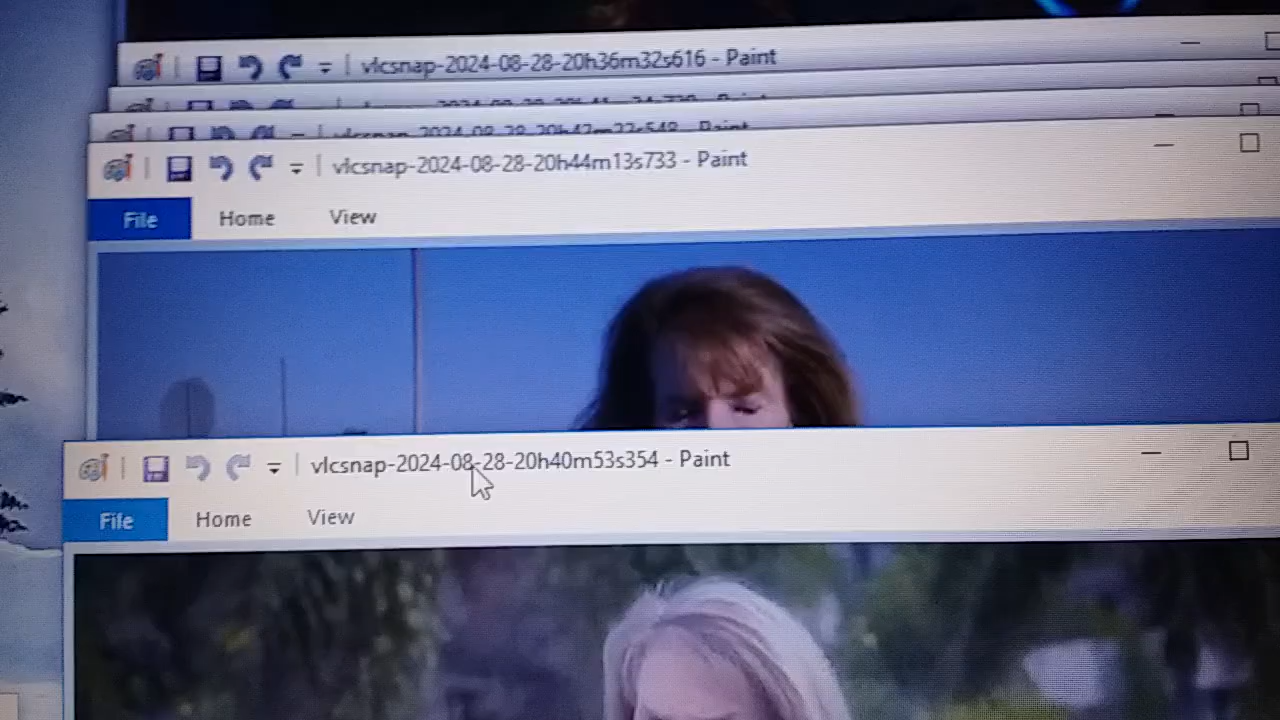 vlcsnap-2024-08-28-20h36m32s616 - Paint
vlcsnap-2024-08-28-20h44m13s733 - Paint
File Home View
vlcsnap-2024-08-28-20h40m53s354 - Paint
File Home View